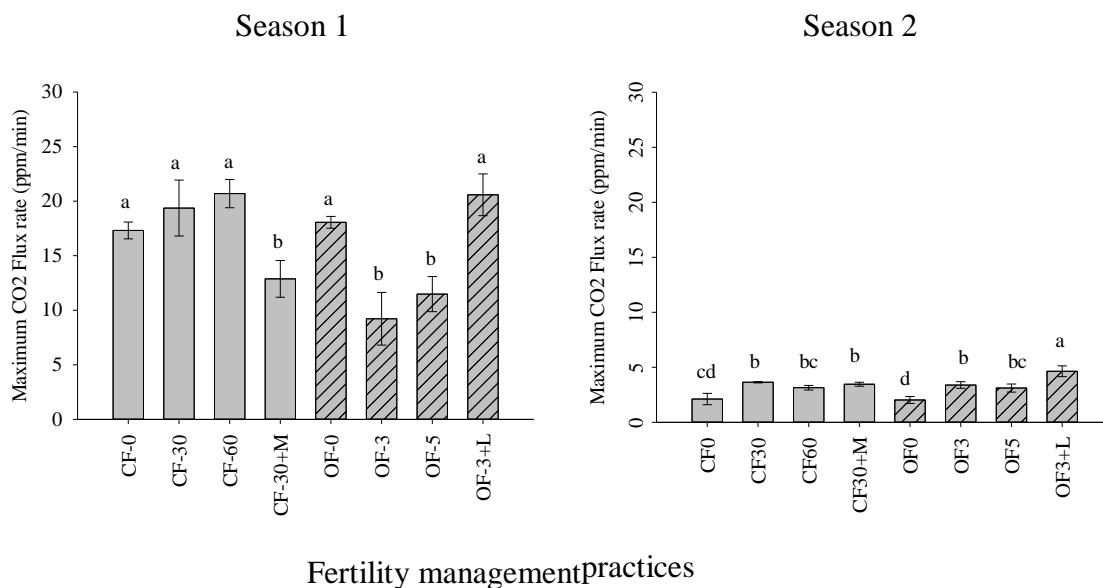 Season 1
Season 2
Maximum CO2 Flux rate (ppm/min)
30
25
20
15
10
5
0
a
a
a
b
a
b
b
a
CF-0
CF-30
CF-60
CF-30+M
OF-0
OF-3
OF-5
OF-3+L
Maximum CO2 Flux rate (ppm/min)
30
25
20
15
10
5
0
cd
b
bc
b
d
b
bc
a
CF0
CF30
CF60
CF30+M
OF0
OF3
OF5
OF3+L
Fertility management practices